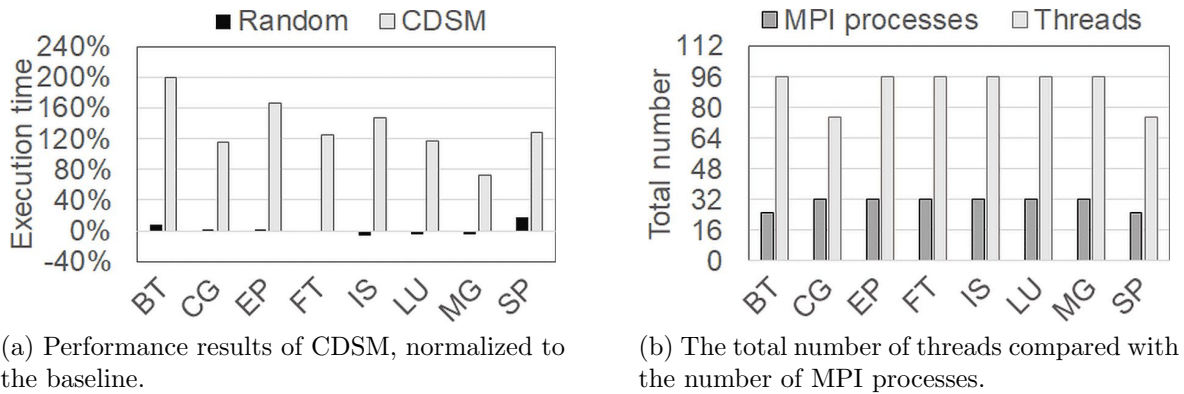 Random CDSM
Execution time
240%
200%
160%
120%
80%
40%
0%
-40%
BT CG EP FT IS LU MG SP
(a) Performance results of CDSM, normalized to
the baseline.
MPI processes Threads
Total number
112
96
80
64
48
32
16
0
BT CG EP FT IS LU MG SP
(b) The total number of threads compared with
the number of MPI processes.